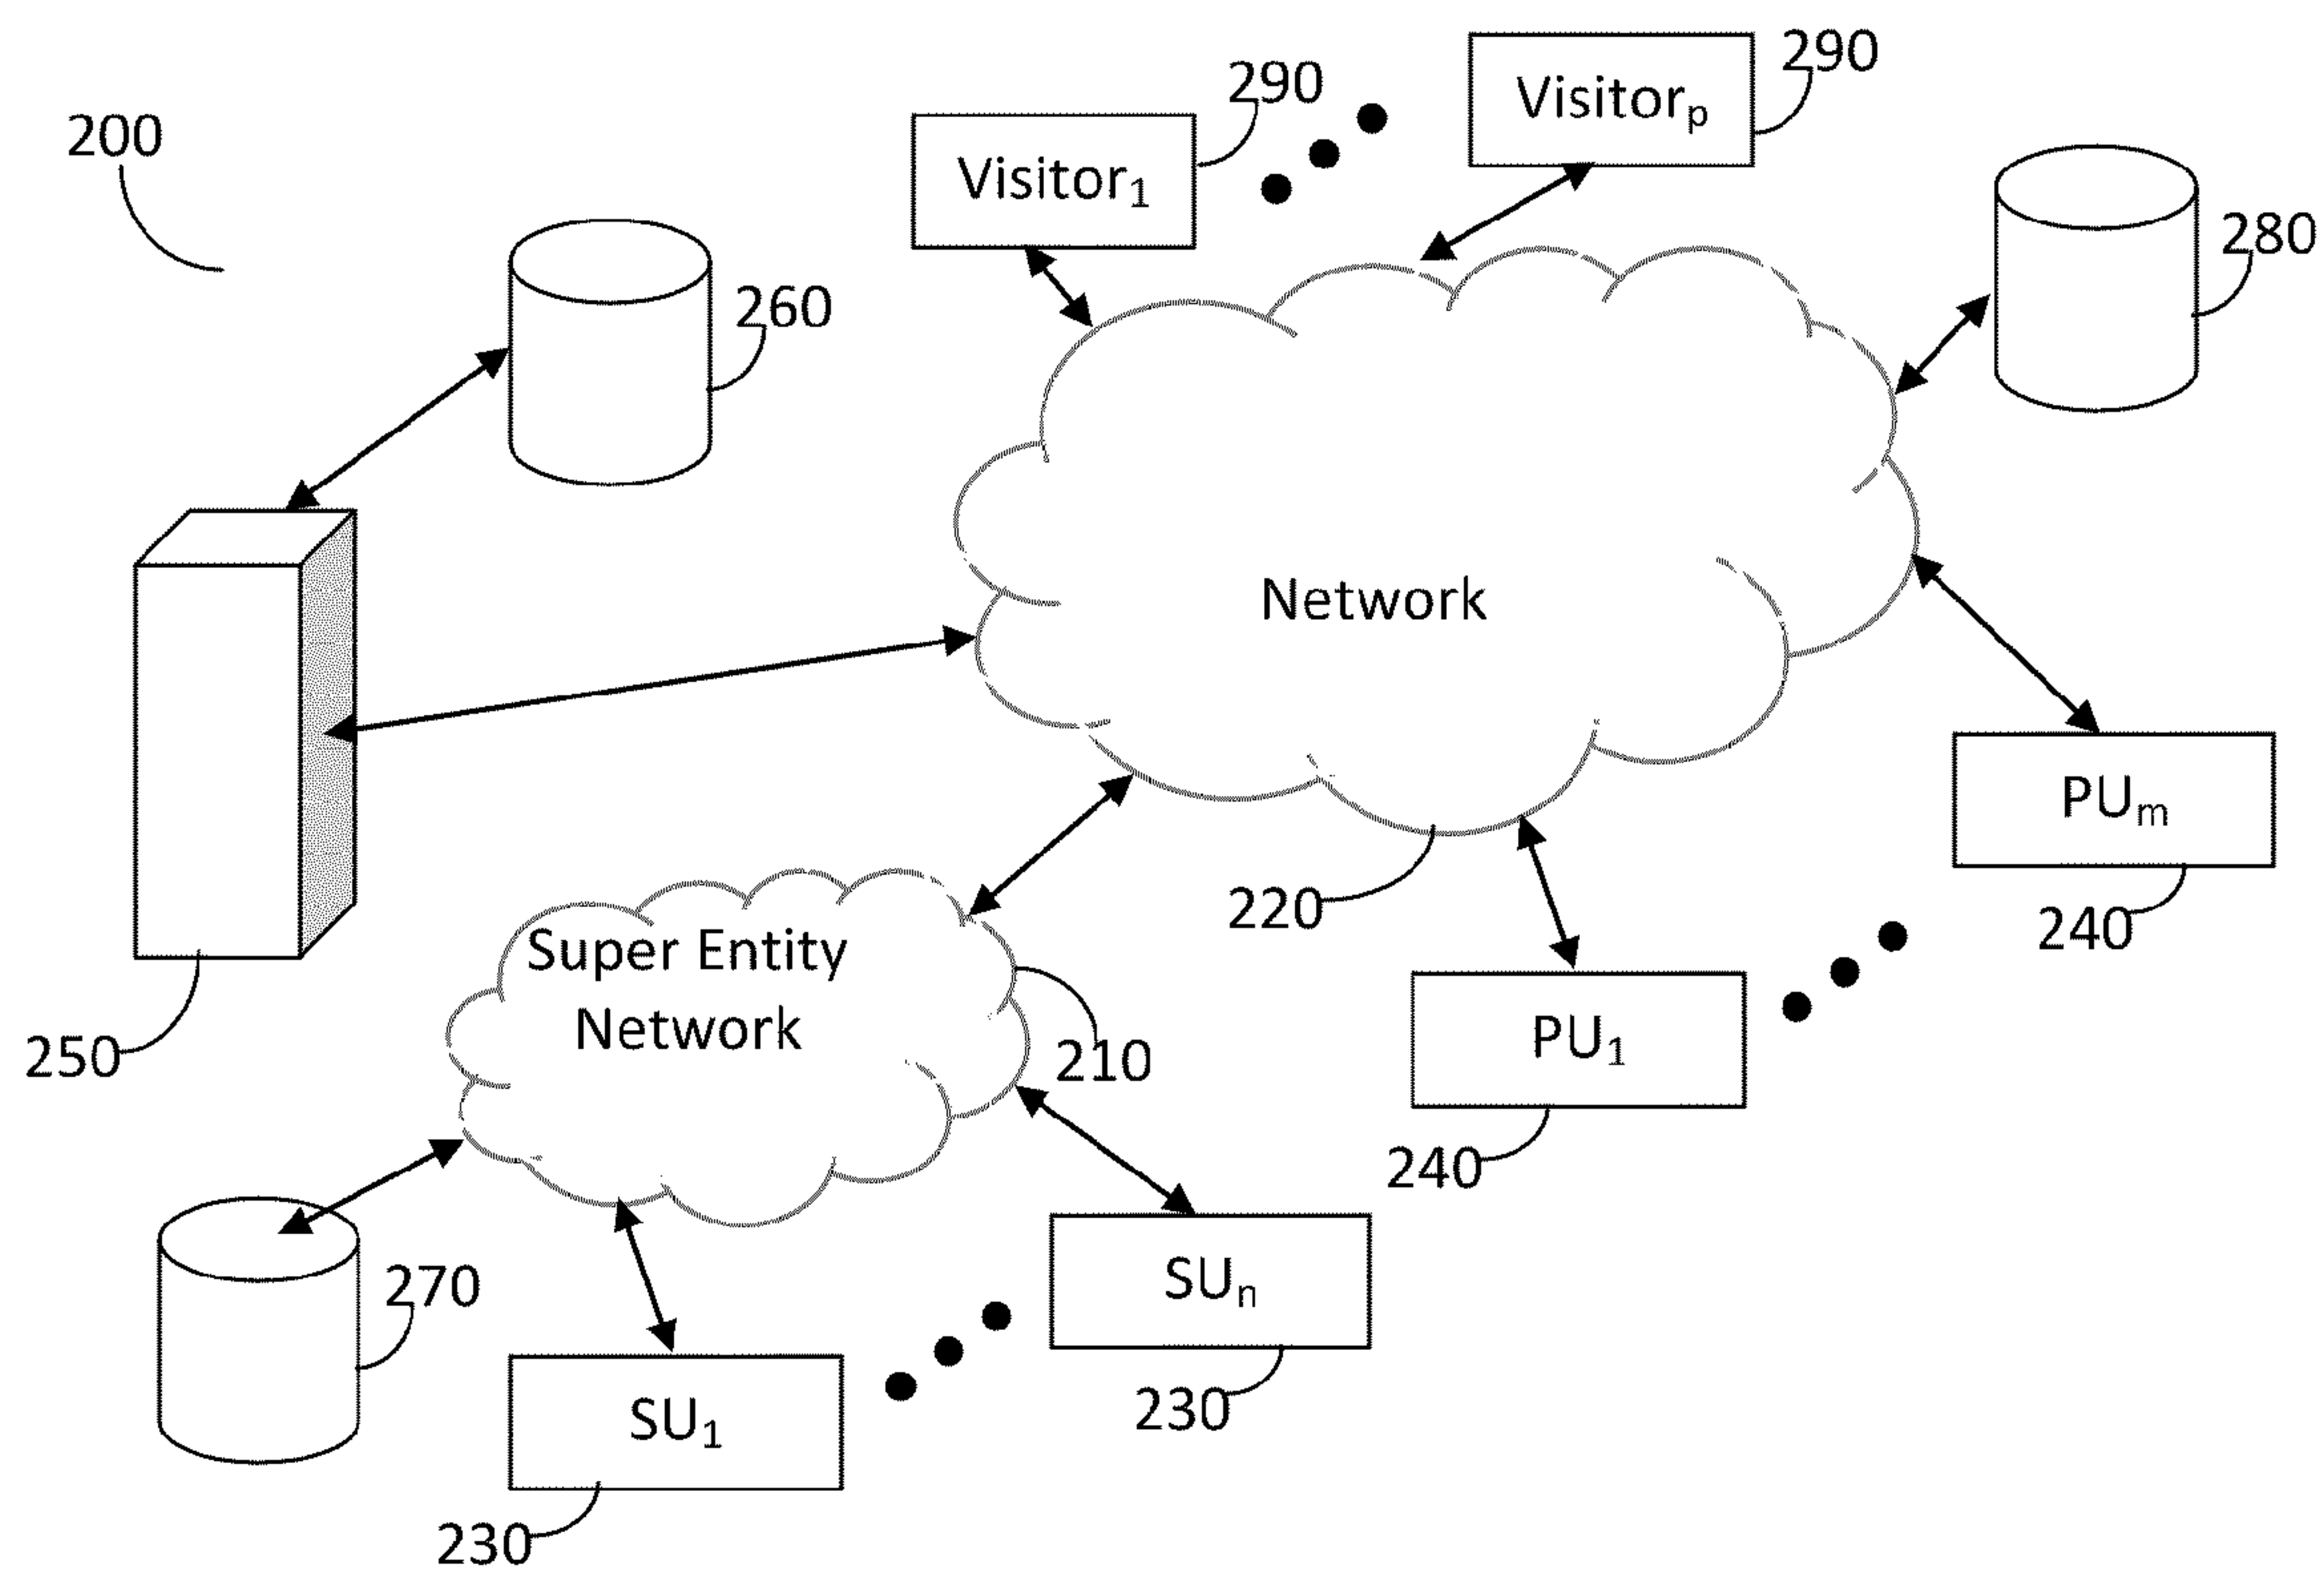 290
290
Visitorₚ
200
Visitor₁
280
260
Network
PUₘ
220
240
Super Entity
Network
PU₁
250
210
240
270
SUₙ
230
SU₁
230